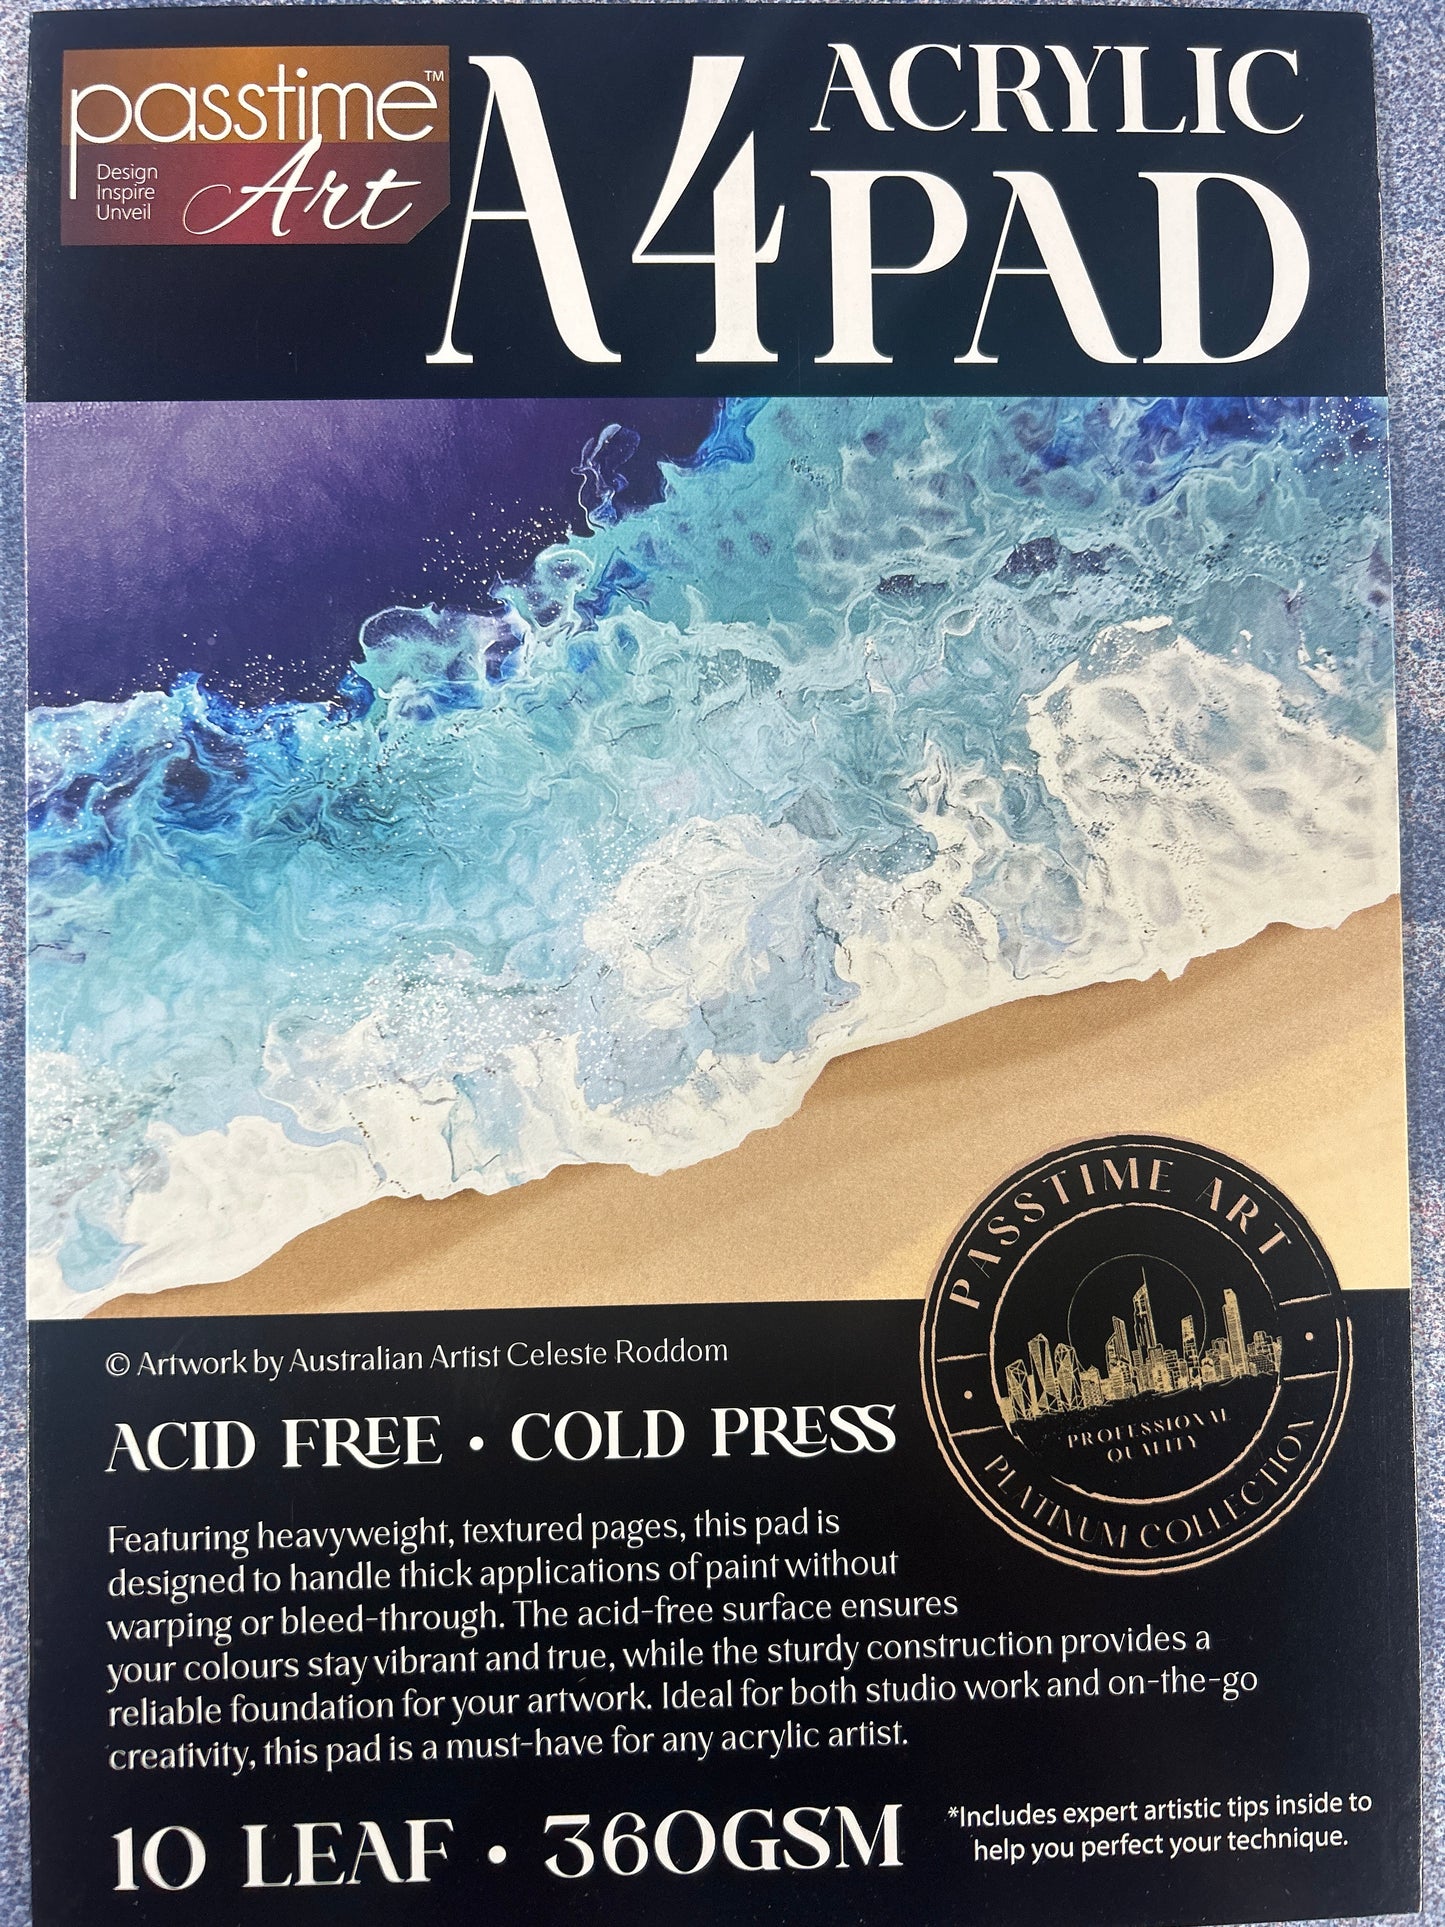 passtime™
Art
Design
Inspire
Unveil
A4 ACRYLIC
PAD
© Artwork by Australian Artist Celeste Roddom
ACID FREE • COLD PRESS
PASSTIME ART
PROFESSIONAL
QUALITY
PLATINUM COLLECTION
Featuring heavyweight, textured pages, this pad is
designed to handle thick applications of paint without
warping or bleed-through. The acid-free surface ensures
your colours stay vibrant and true, while the sturdy construction provides a
reliable foundation for your artwork. Ideal for both studio work and on-the-go
creativity, this pad is a must-have for any acrylic artist.
10 LEAF • 360GSM
*Includes expert artistic tips inside to
help you perfect your technique.